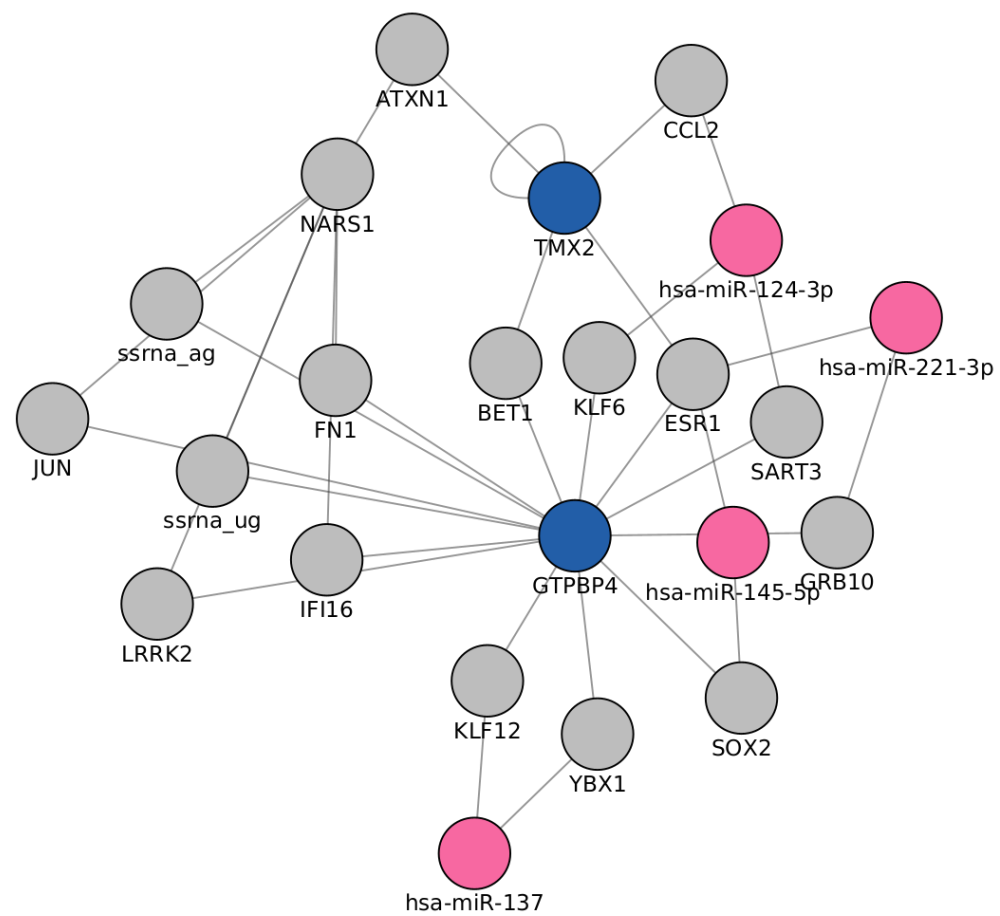 ATXN1
CCL2
NARS1
TMX2
hsa-miR-124-3p
ssrna_ag
hsa-miR-221-3p
BET1
KLF6
ESR1
FN1
JUN
SART3
ssrna_ug
GTPBP4
hsa-miR-145-5p
GRB10
IFI16
LRRK2
KLF12
SOX2
YBX1
hsa-miR-137